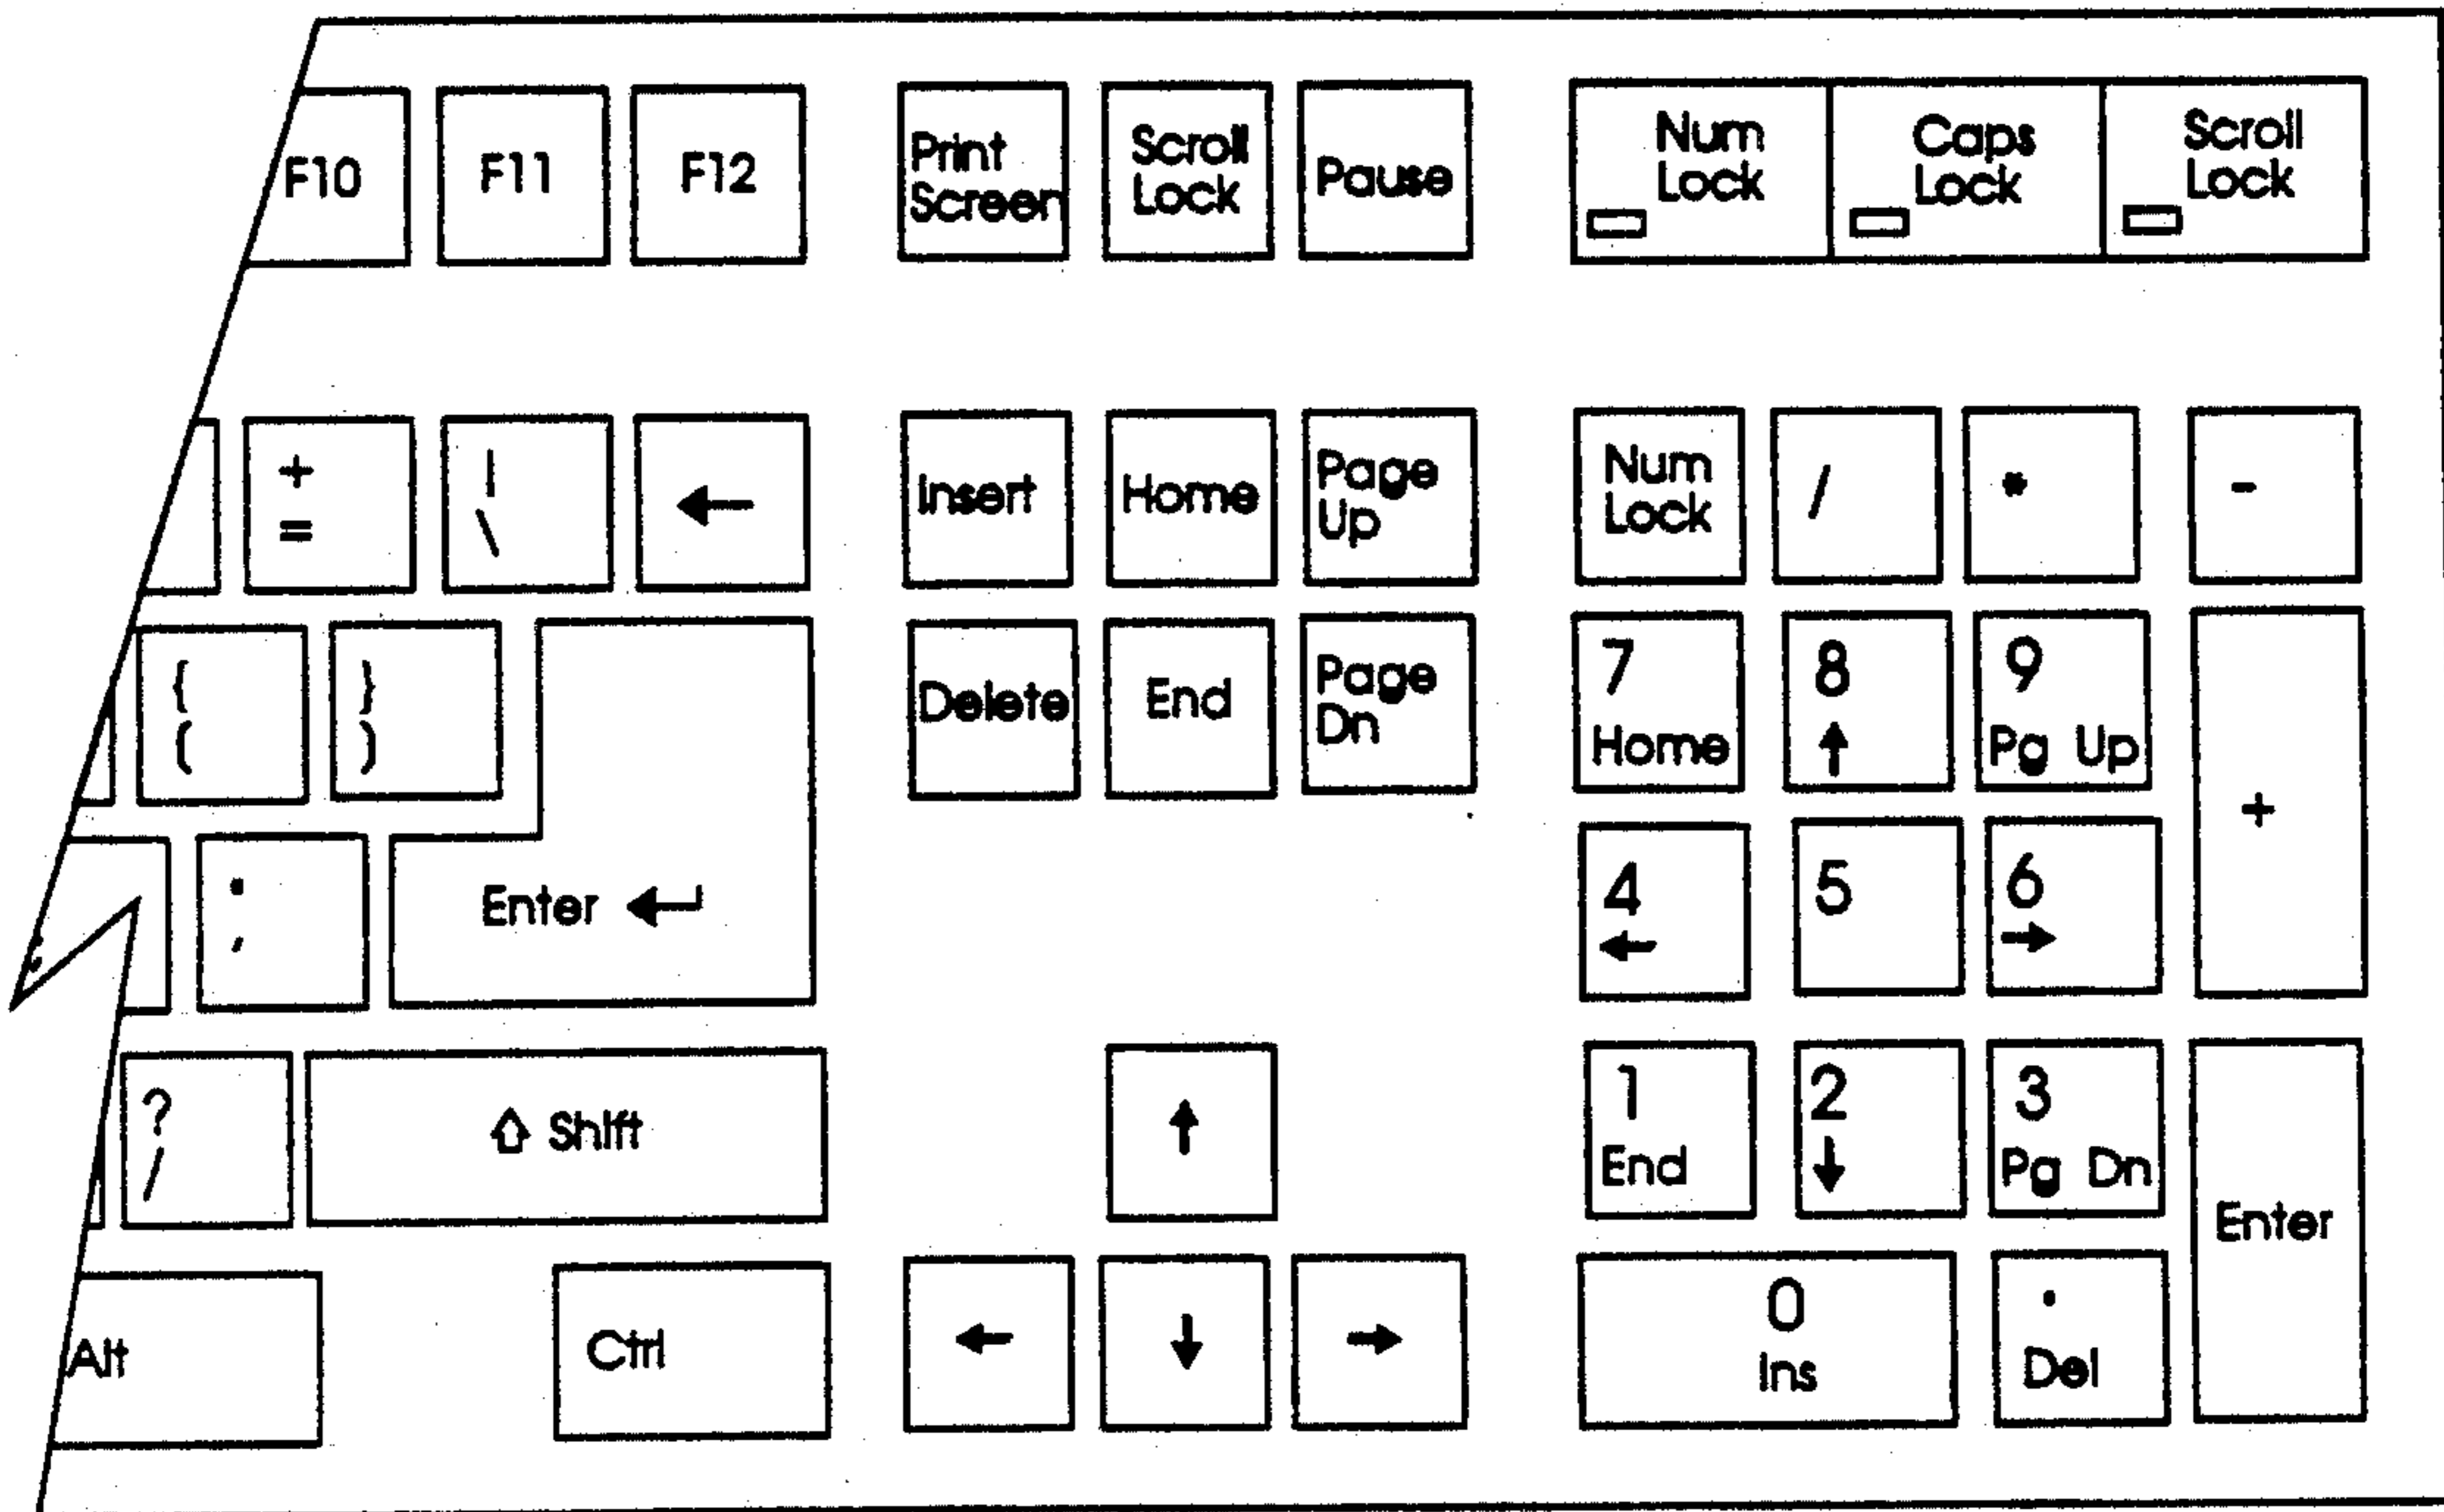 F10 F11 F12 Print Screen Scroll Lock Pause Num Lock Caps Lock Scroll Lock
+ = | \ ← Insert Home Page Up Num Lock / * -
{ ( } ) Delete End Page Dn 7 Home 8 ↑ 9 Pg Up +
Enter 4 ← 5 6 →
? / Shift ↑ 1 End 2 ↓ 3 Pg Dn Enter
Alt Ctrl ← ↓ → 0 Ins . Del